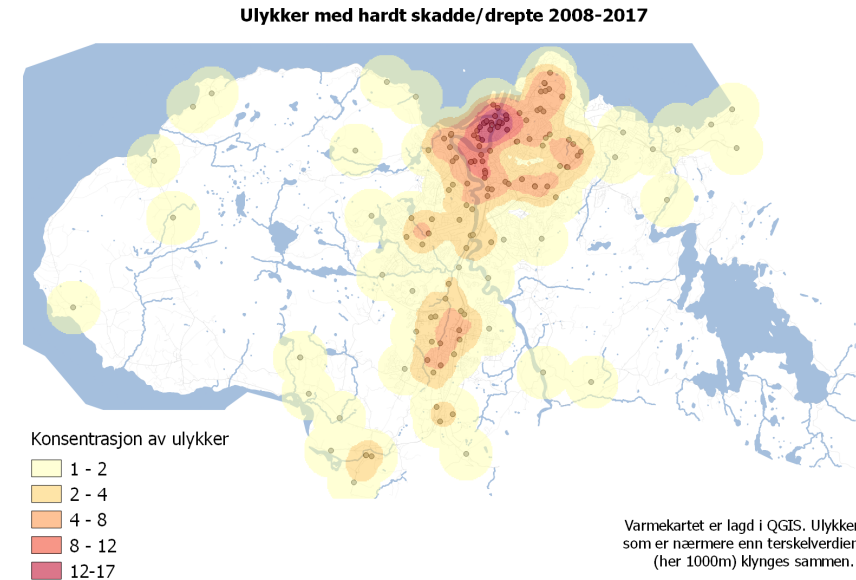 Ulykker med hardt skadde/drepte 2008-2017
Konsentrasjon av ulykker
1 - 2
2 - 4
4 - 8
8 - 12
12-17
Varmekartet er lagd i QGIS. Ulykker
som er nærmere enn terskelverdien
(her 1000m) klynges sammen.